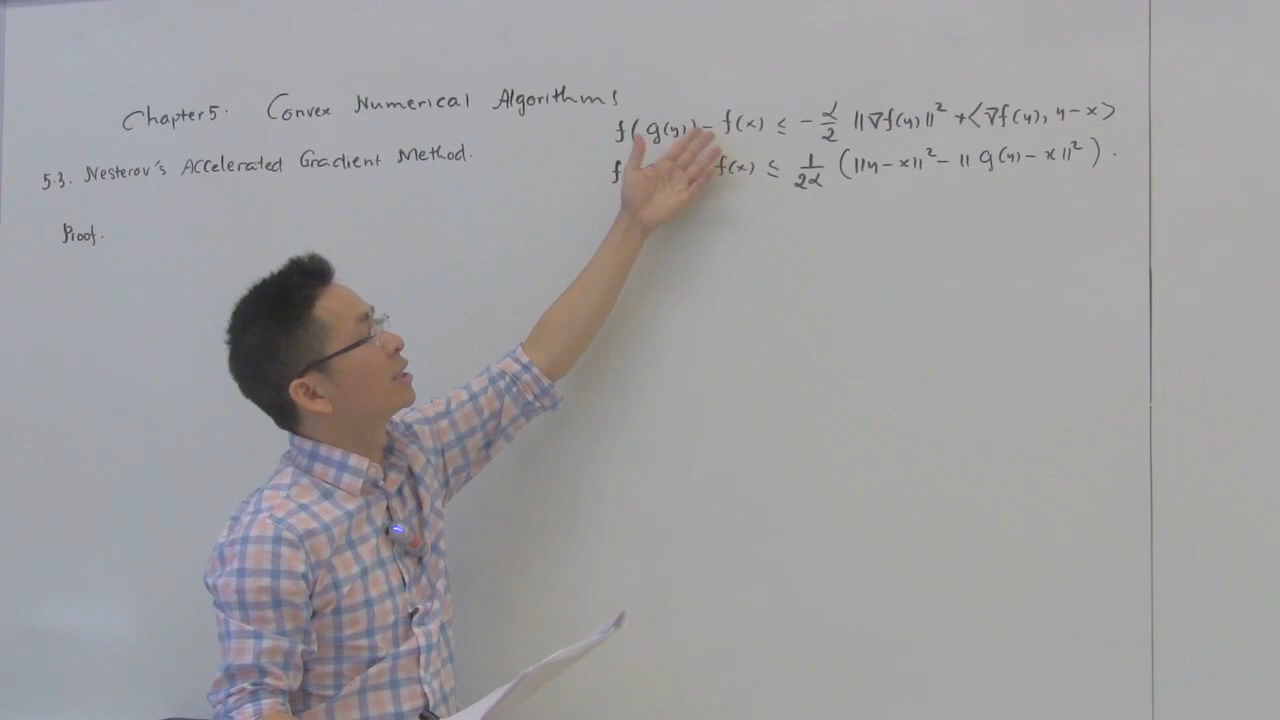 Chapter 5. Convex Numerical Algorithms
5.3. Nesterov's Accelerated Gradient Method.
Proof.
f(g(y)) - f(x) ≤ - α/2 ||∇f(y)||² + ⟨∇f(y), y-x⟩
f f(x) ≤ 1/2α (||y-x||² - ||g(y)-x||²).